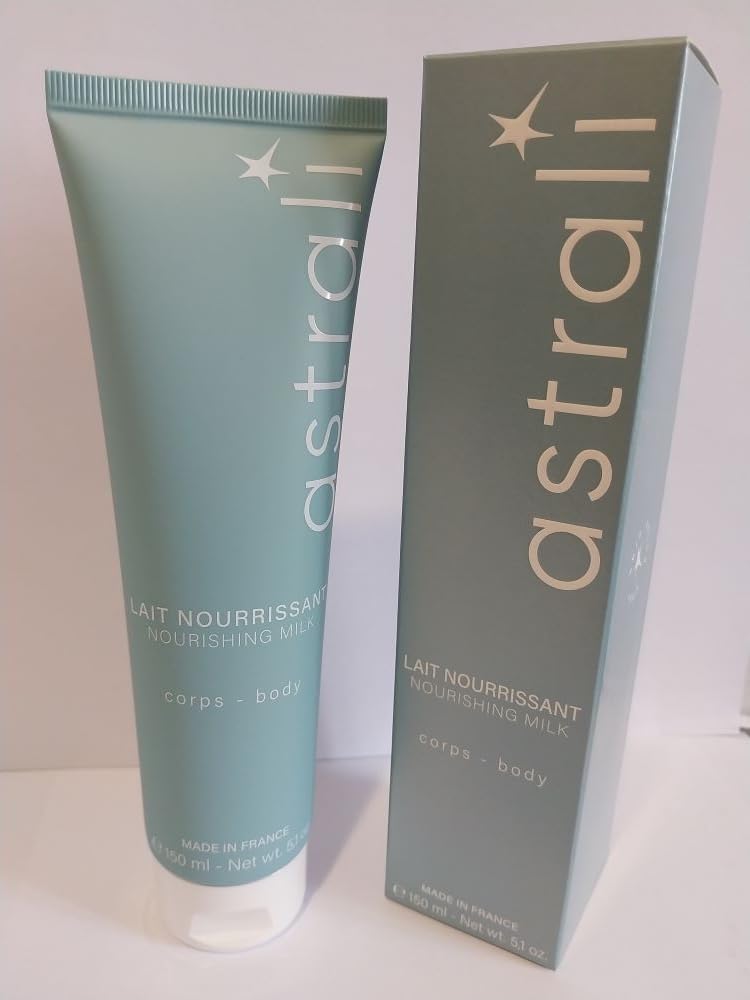 astrali
LAIT NOURRISSANT
NOURISHING MILK
corps - body
MADE IN FRANCE
℮ 150 ml - Net wt. 5.1 oz
astrali
LAIT NOURRISSANT
NOURISHING MILK
corps - body
MADE IN FRANCE
℮ 150 ml - Net wt. 5,1 oz.